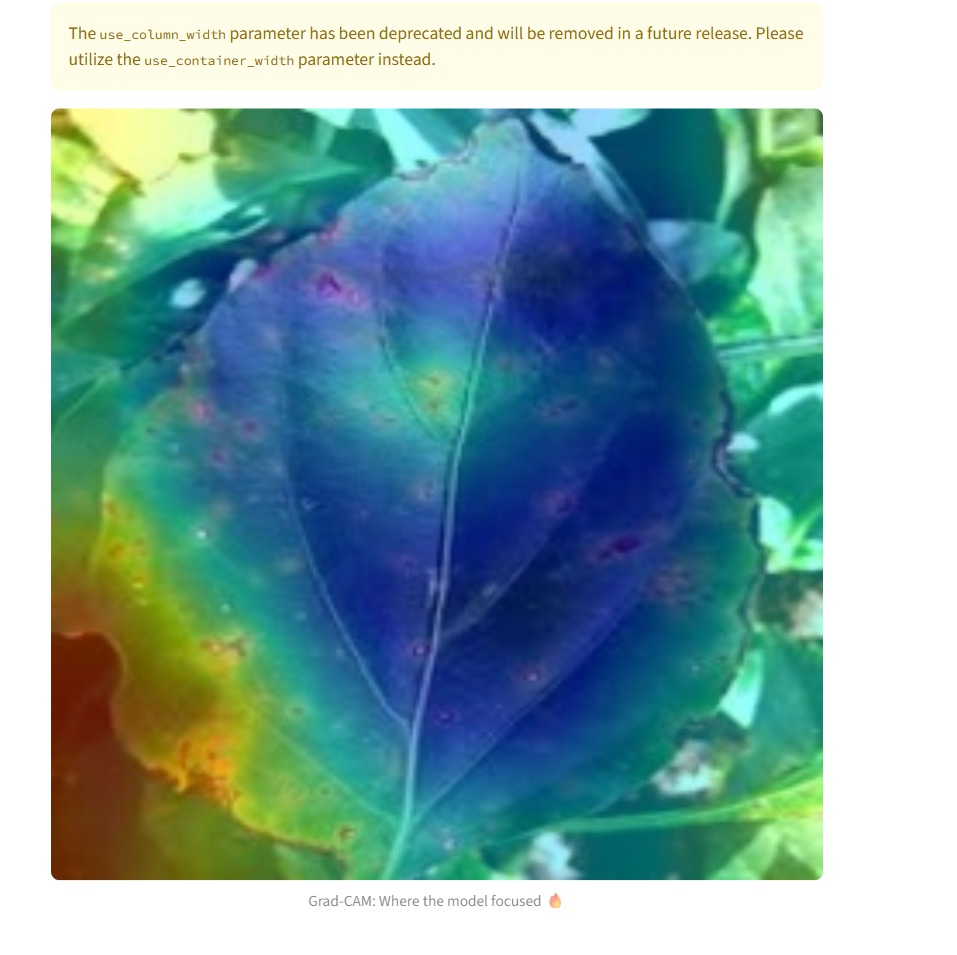 The use_column_width parameter has been deprecated and will be removed in a future release. Please
utilize the use_container_width parameter instead.
Grad-CAM: Where the model focused 🔥